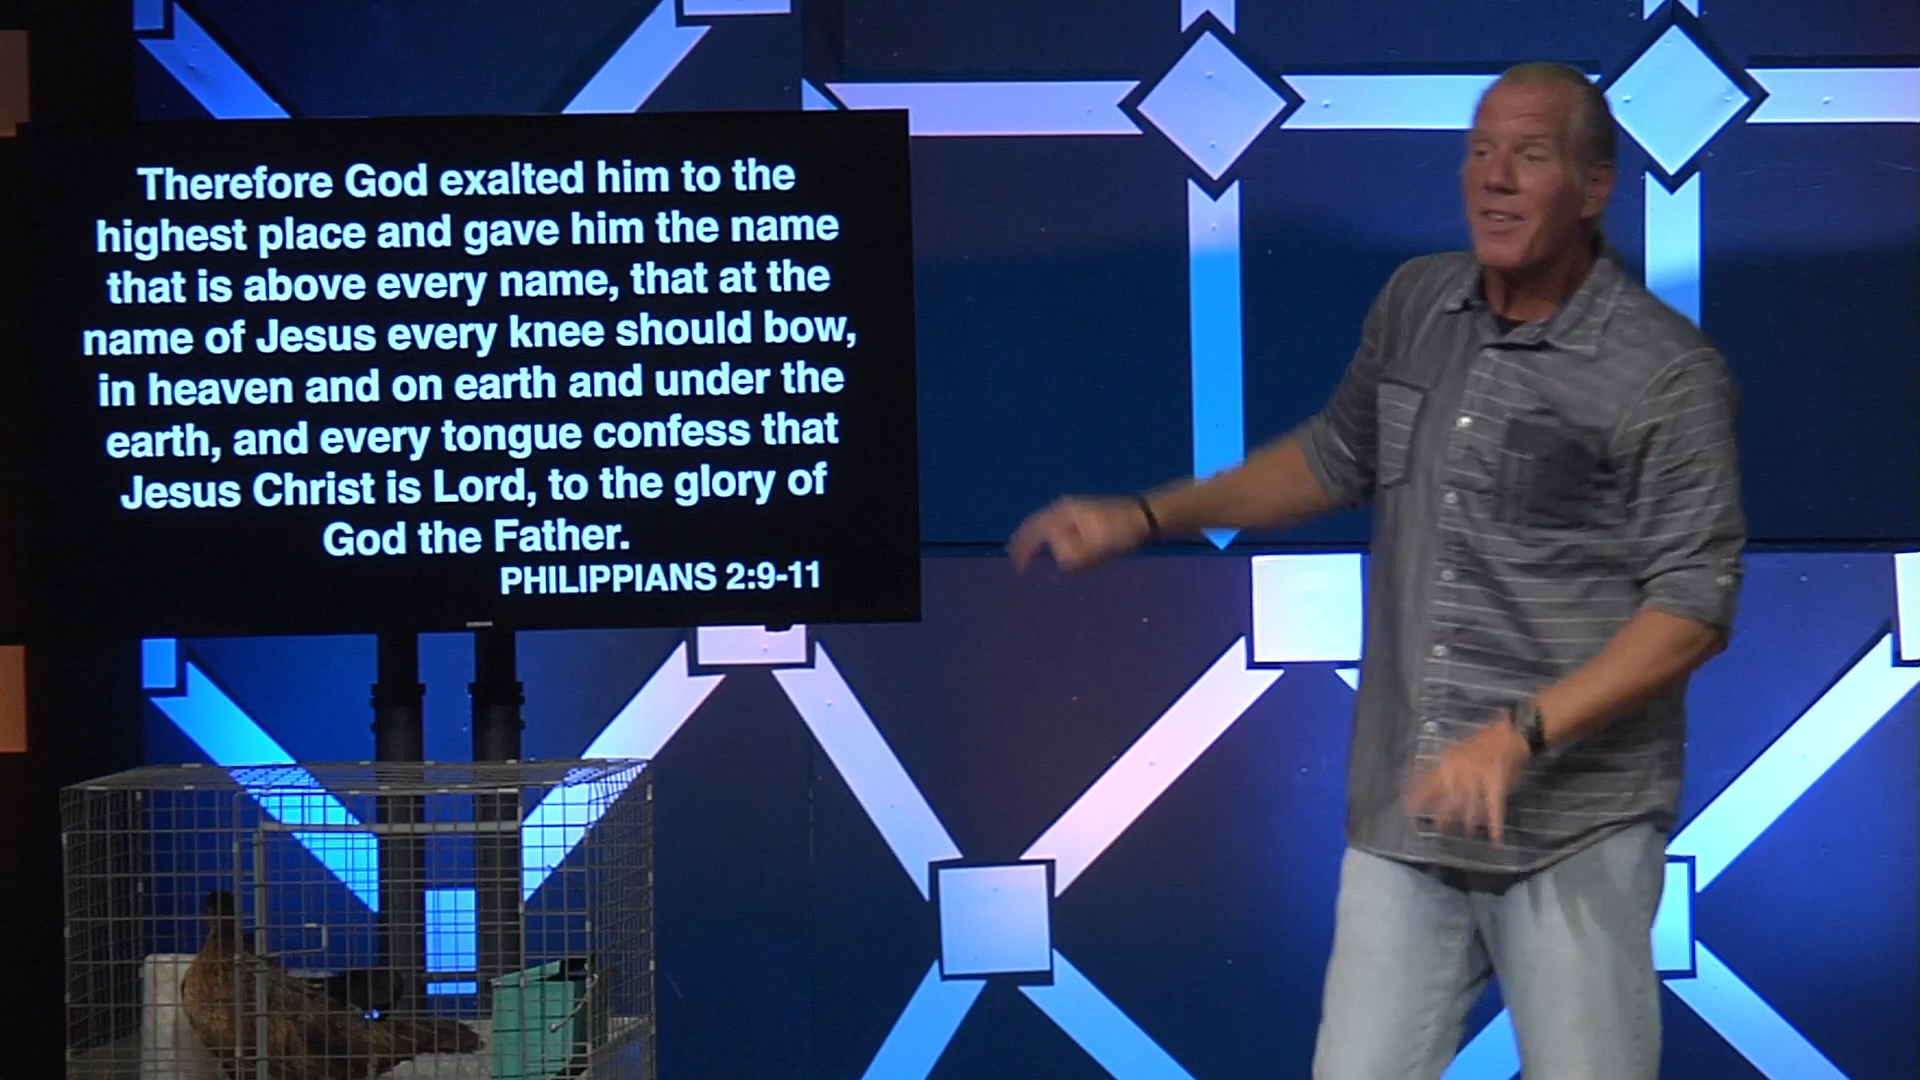 Therefore God exalted him to the
highest place and gave him the name
that is above every name, that at the
name of Jesus every knee should bow,
in heaven and on earth and under the
earth, and every tongue confess that
Jesus Christ is Lord, to the glory of
God the Father.
PHILIPPIANS 2:9-11